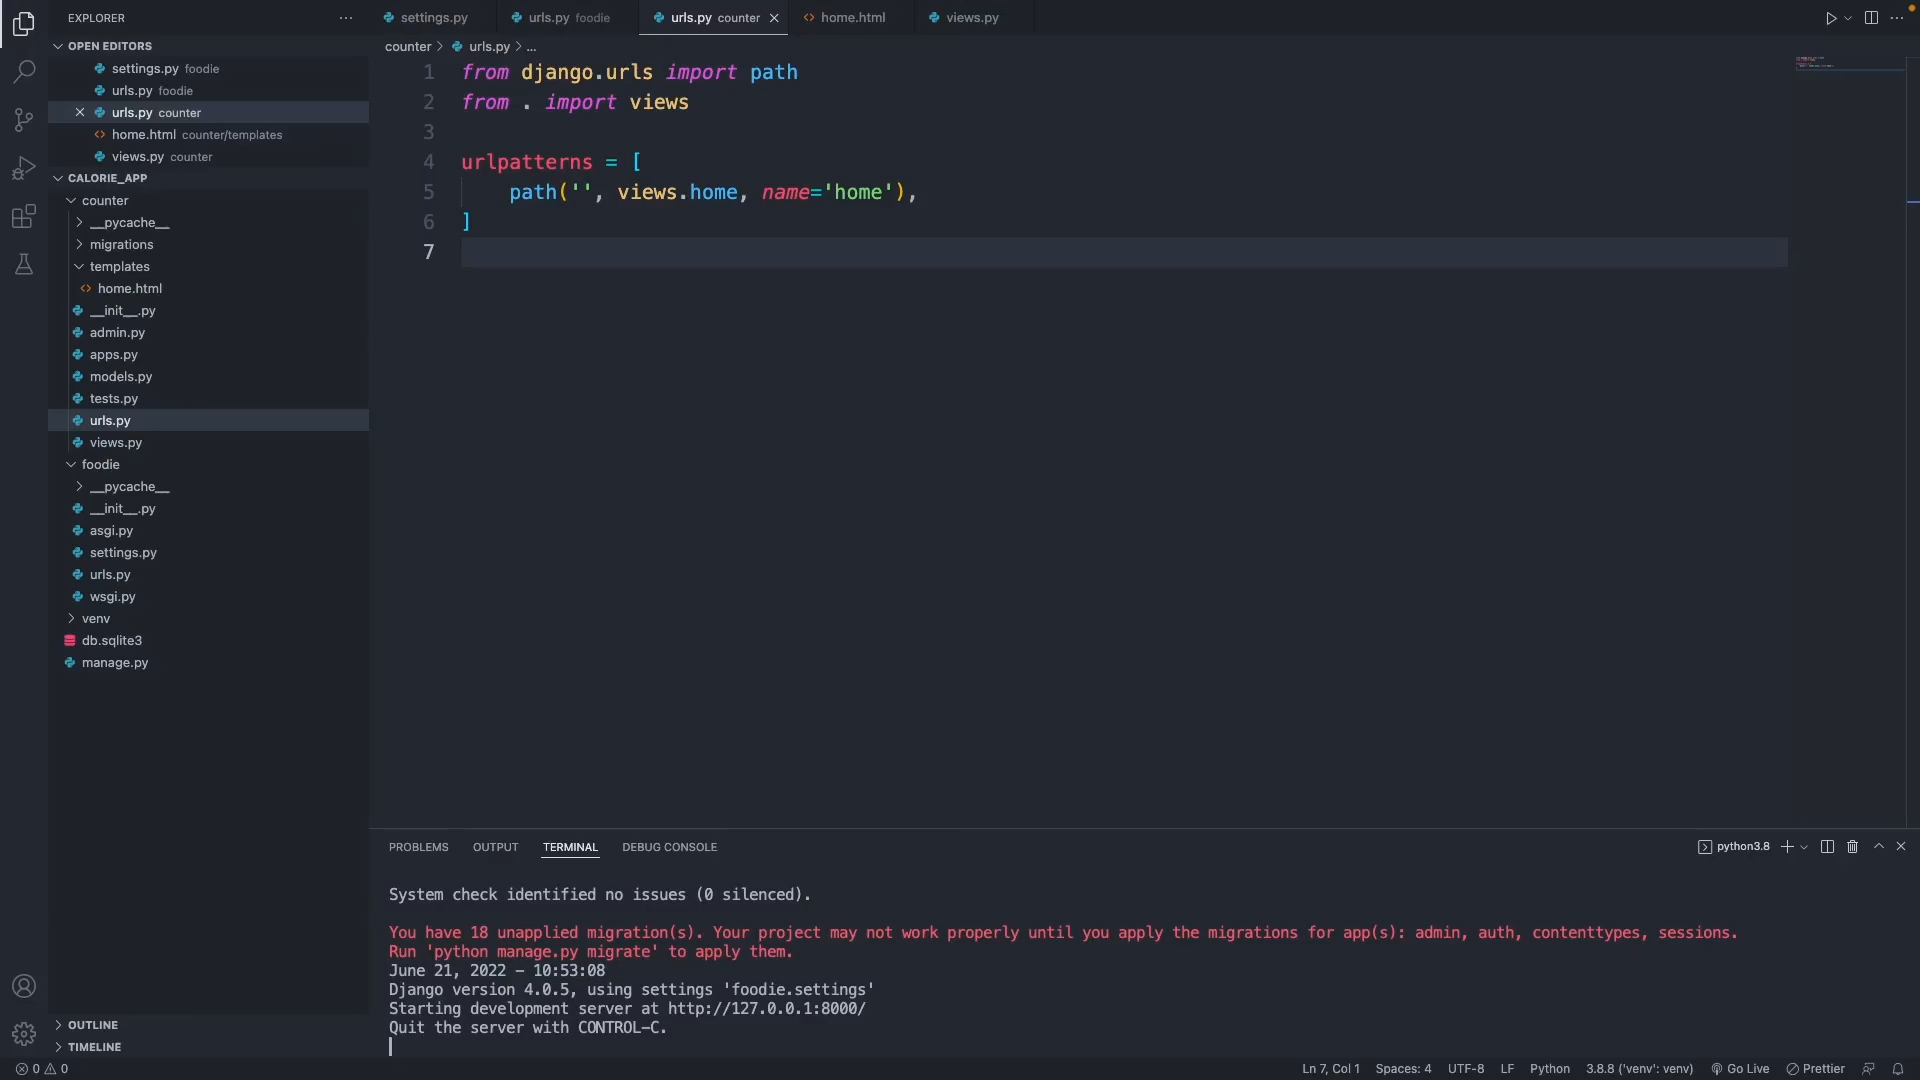 EXPLORER
OPEN EDITORS
settings.py foodie
urls.py foodie
urls.py counter
home.html counter/templates
views.py counter
CALORIE_APP
counter
__pycache__
migrations
templates
home.html
__init__.py
admin.py
apps.py
models.py
tests.py
urls.py
views.py
foodie
__pycache__
__init__.py
asgi.py
settings.py
urls.py
wsgi.py
venv
db.sqlite3
manage.py
OUTLINE
TIMELINE
settings.py
urls.py foodie
urls.py counter
home.html
views.py
counter > urls.py > ...
1 from django.urls import path
2 from . import views
3
4 urlpatterns = [
5     path('', views.home, name='home'),
6 ]
7
PROBLEMS OUTPUT TERMINAL DEBUG CONSOLE
python3.8
System check identified no issues (0 silenced).
You have 18 unapplied migration(s). Your project may not work properly until you apply the migrations for app(s): admin, auth, contenttypes, sessions.
Run 'python manage.py migrate' to apply them.
June 21, 2022 - 10:53:08
Django version 4.0.5, using settings 'foodie.settings'
Starting development server at http://127.0.0.1:8000/
Quit the server with CONTROL-C.
0 0
Ln 7, Col 1 Spaces: 4 UTF-8 LF Python 3.8.8 ('venv': venv) Go Live Prettier